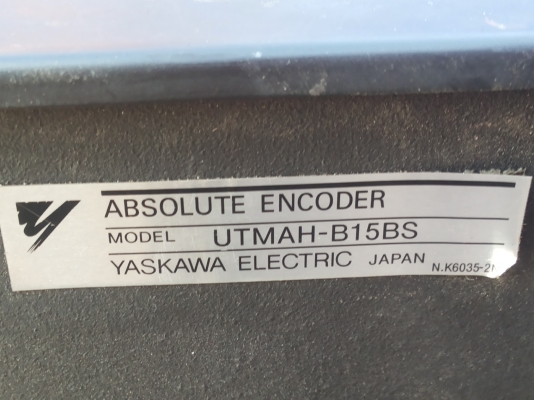 ABSOLUTE ENCODER
MODEL UTMAH-B15BS
YASKAWA ELECTRIC JAPAN